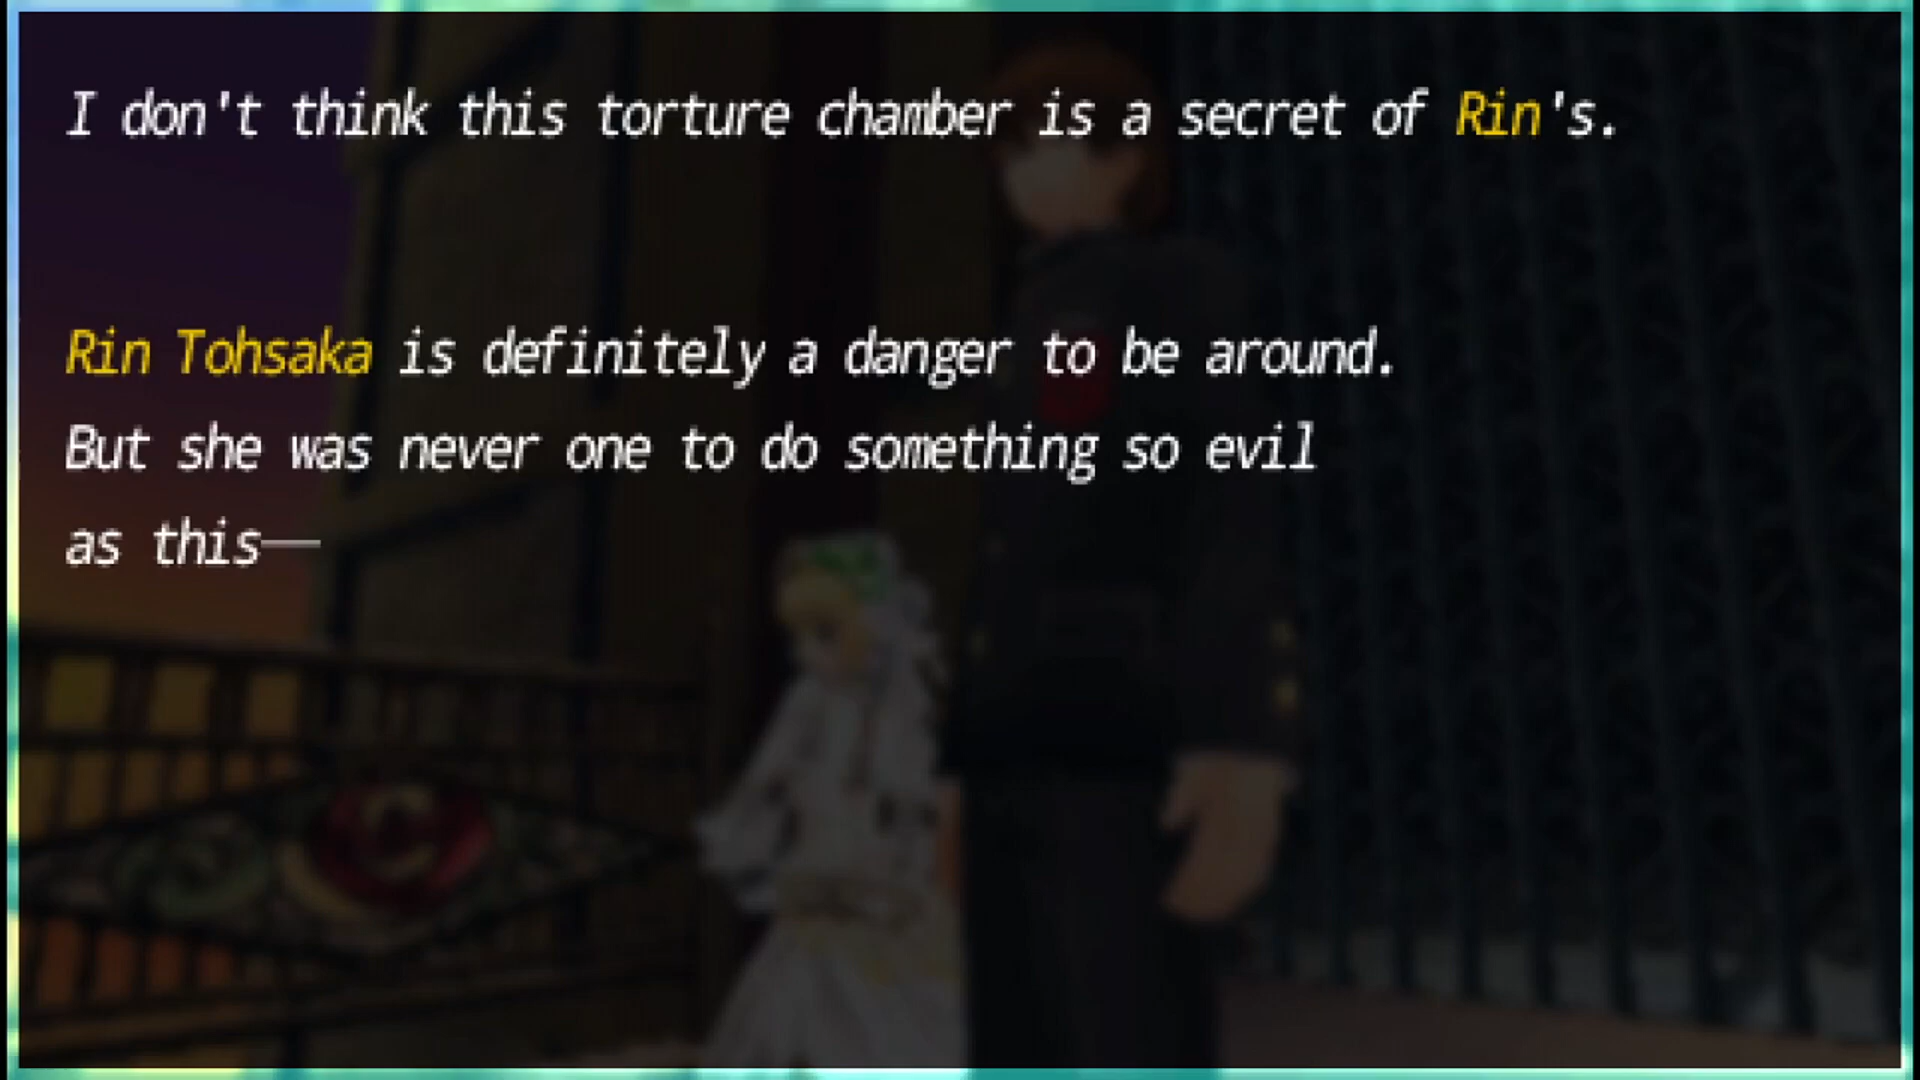 I don't think this torture chamber is a secret of Rin's.
Rin Tohsaka is definitely a danger to be around.
But she was never one to do something so evil
as this──